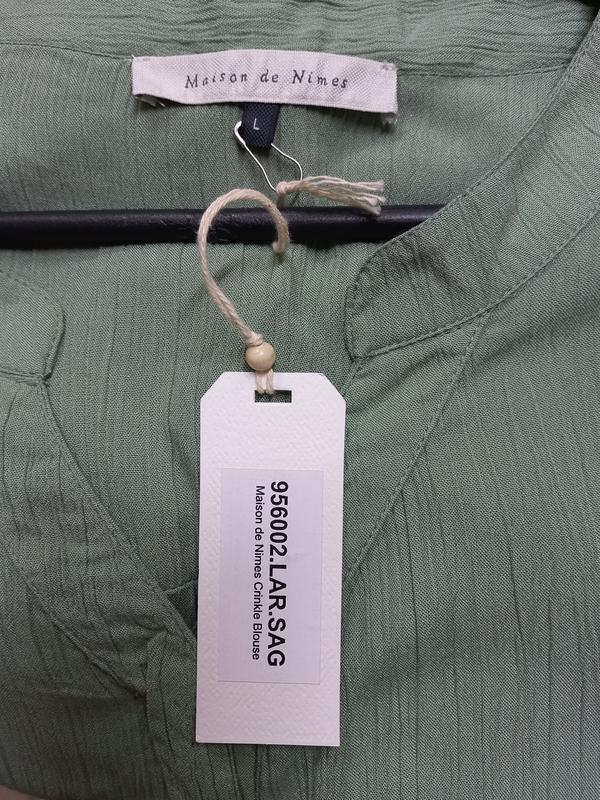 Maison de Nimes
L
956002.LAR.SAG
Maison de Nimes Crinkle Blouse